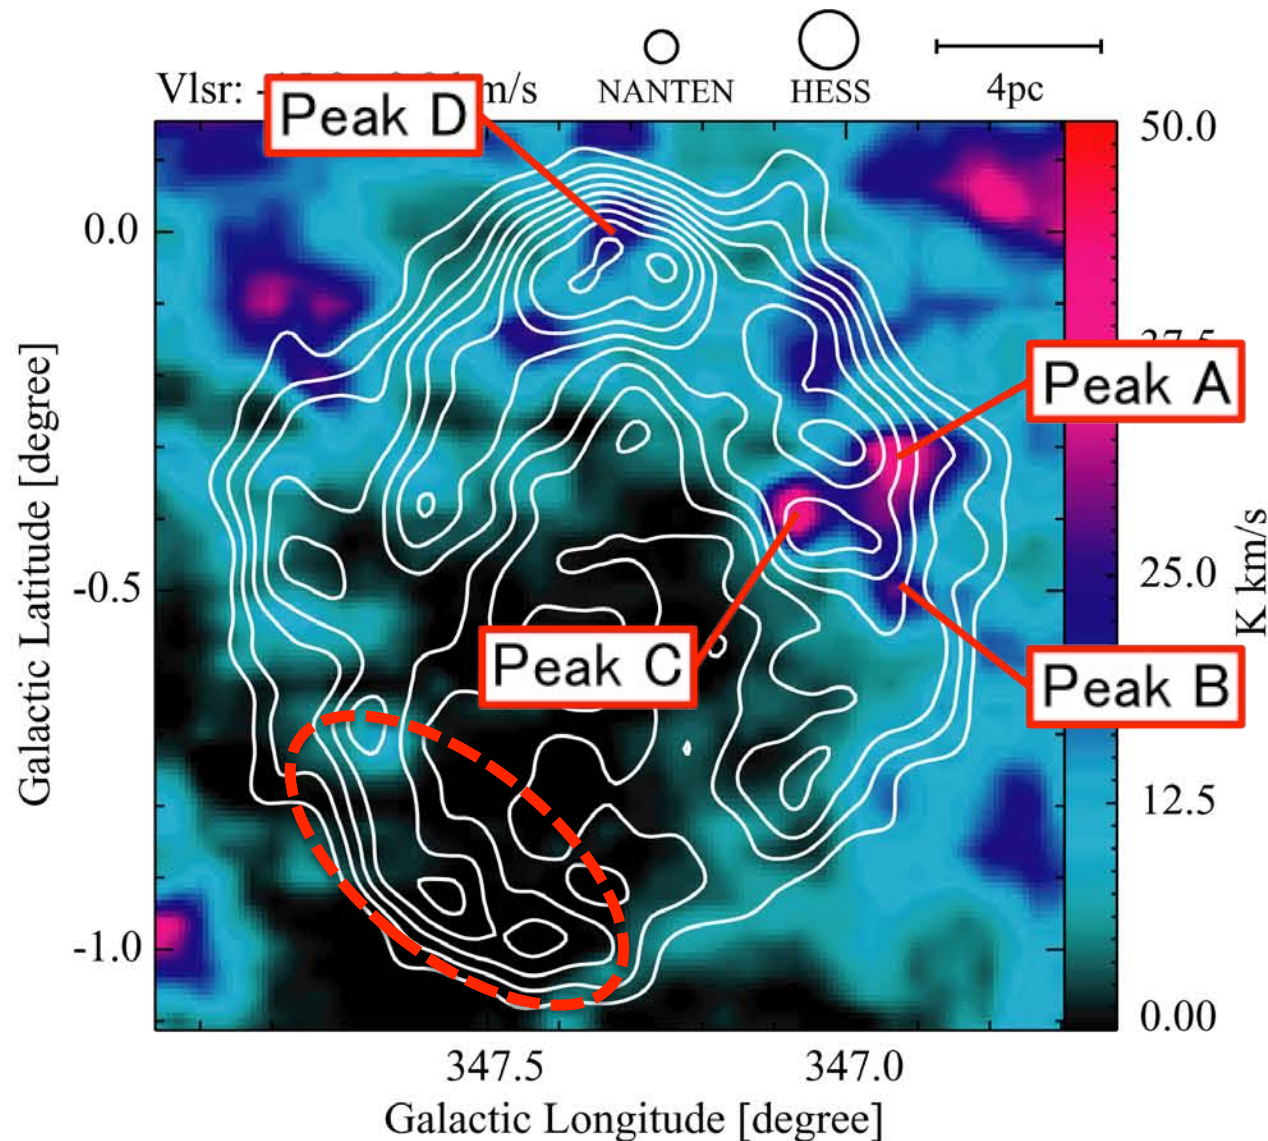 Vlsr: - m/s
NANTEN
HESS
4pc
Peak D
50.0
0.0
Peak A
25.0
-0.5
K km/s
Peak C
Peak B
12.5
-1.0
0.00
347.5
347.0
Galactic Longitude [degree]
Galactic Latitude [degree]